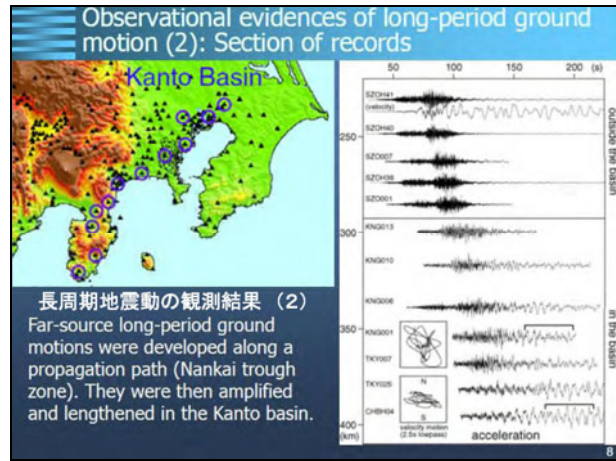 Observational evidences of long-period ground
motion (2): Section of records
Kanto Basin
長周期地震動の観測結果 (2)
Far-source long-period ground
motions were developed along a
propagation path (Nankai trough
zone). They were then amplified
and lengthened in the Kanto basin.
50 100 150 200 (s)
SZOH41
(velocity)
SZOH40
250
SZO007
SZOH38
SZO001
outside the basin
300
KNG013
KNG010
KNG006
350
KNG001
TKY007
N
TKY025
S
CHBH04
400
(km)
velocity motion
(2.5s lowpass)
acceleration
in the basin
8